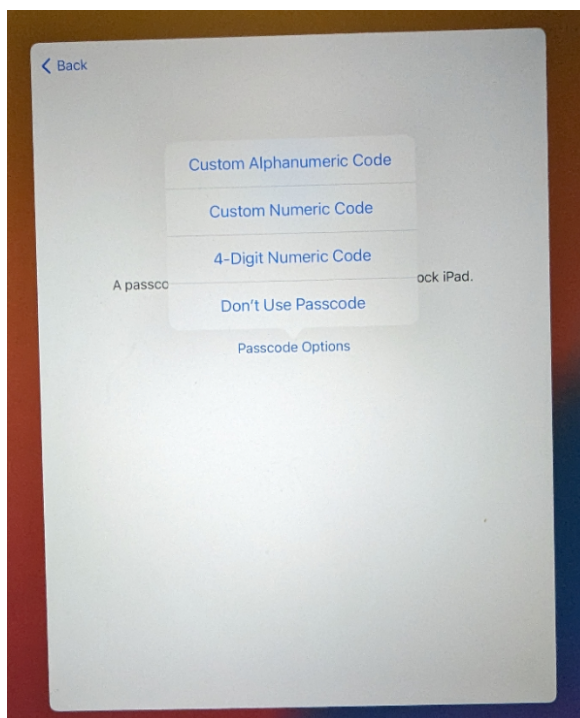 Back
Custom Alphanumeric Code
Custom Numeric Code
4-Digit Numeric Code
A passco ock iPad.
Don't Use Passcode
Passcode Options